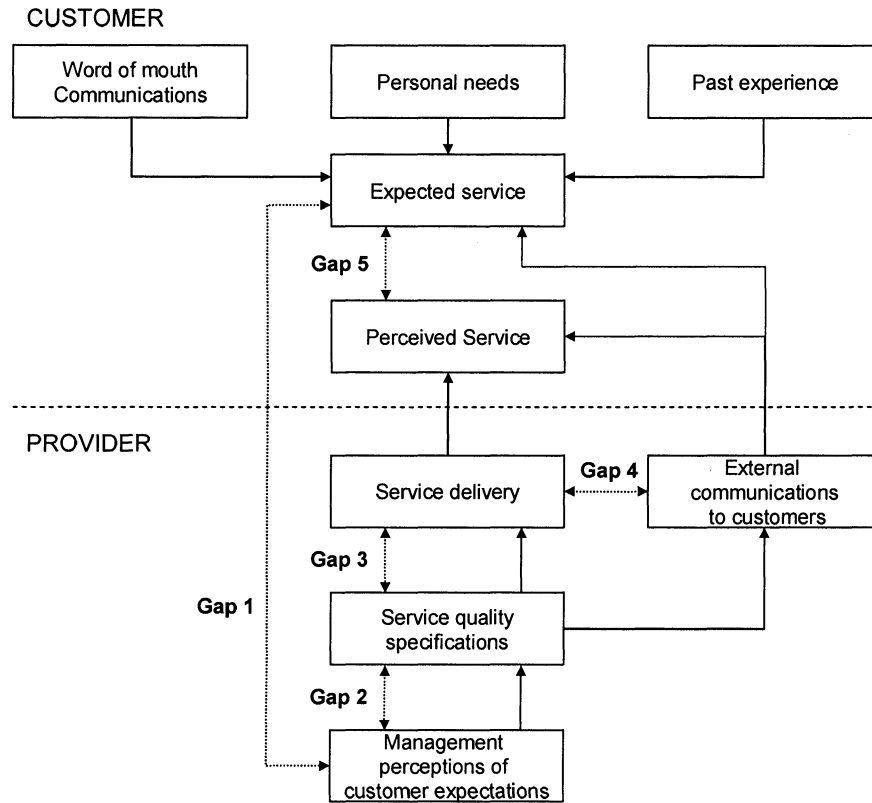 CUSTOMER
Word of mouth
Communications
Personal needs
Past experience
Expected service
Gap 5
Perceived Service
PROVIDER
Service delivery
Gap 4
External
communications
to customers
Gap 3
Gap 1
Service quality
specifications
Gap 2
Management
perceptions of
customer expectations